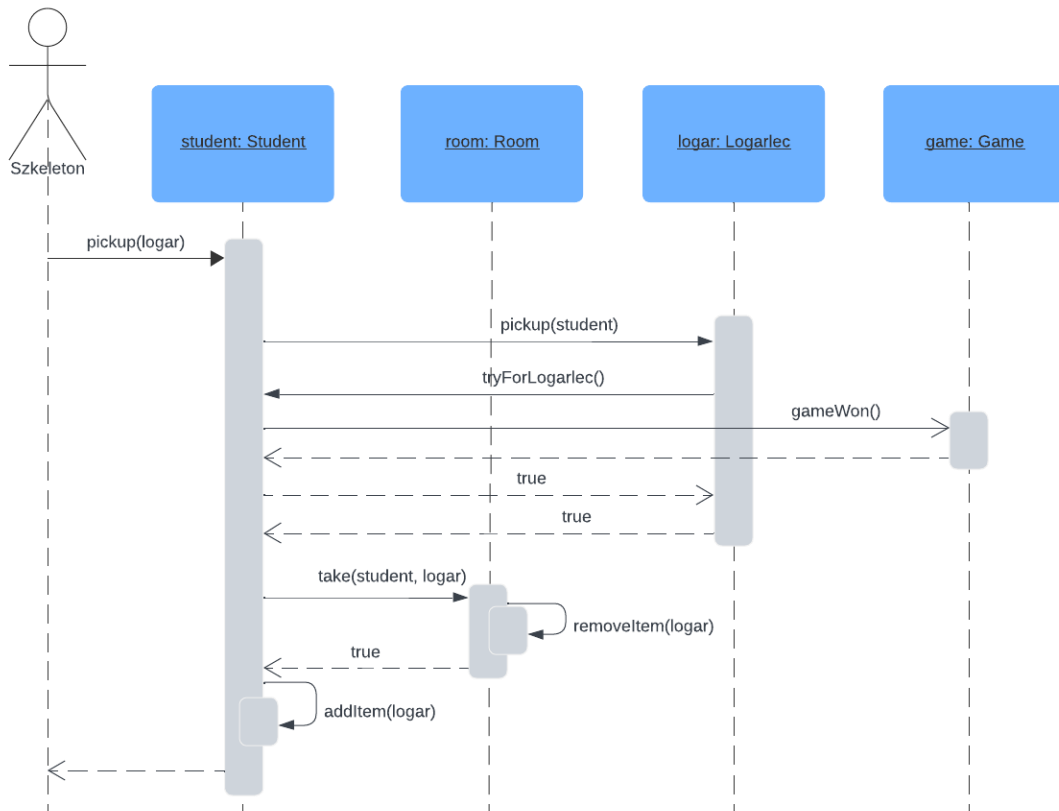 student: Student
room: Room
logar: Logarlec
game: Game
Szkeleton
pickup(logar)
pickup(student)
tryForLogarlec()
gameWon()
true
true
take(student, logar)
removeItem(logar)
true
addItem(logar)